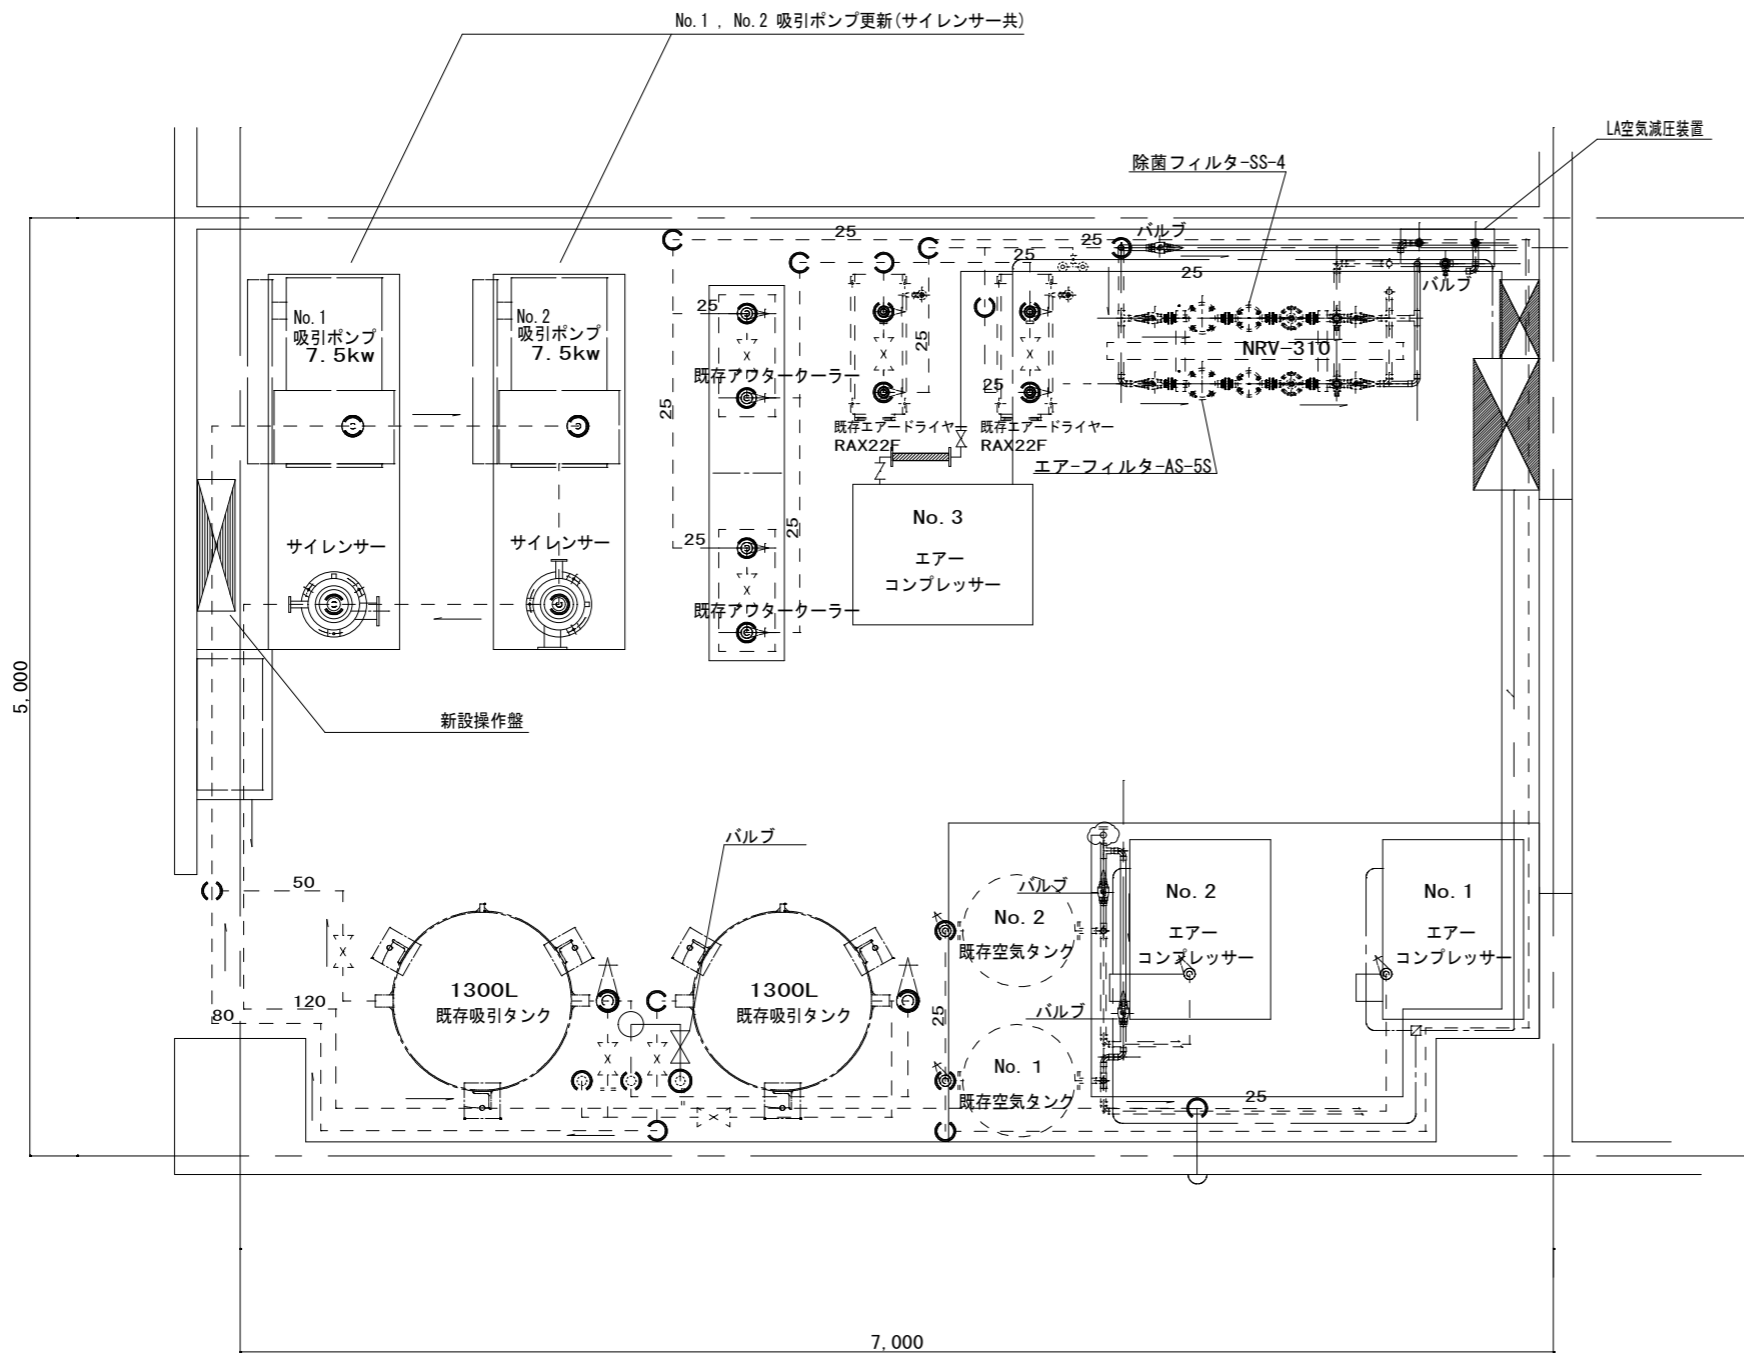 No.1 , No.2 吸引ポンプ更新(サイレンサー共)
LA空気減圧装置
除菌フィルタ-SS-4
バルブ
25
25
25
25
バルブ
No.1
吸引ポンプ
7.5kw
No.2
吸引ポンプ
7.5kw
25
25
NRV-310
既存アフタークーラー
25
25
既存エアードライヤー
RAX22F
既存エアードライヤー
RAX22F
エアーフィルター-AS-5S
25
25
No. 3
エアー
コンプレッサー
サイレンサー
サイレンサー
既存アフタークーラー
5,000
新設操作盤
バルブ
50
バルブ
No. 2
既存空気タンク
No. 2
エアー
コンプレッサー
No. 1
エアー
コンプレッサー
120
80
1300L
既存吸引タンク
1300L
既存吸引タンク
25
バルブ
No. 1
既存空気タンク
25
7,000